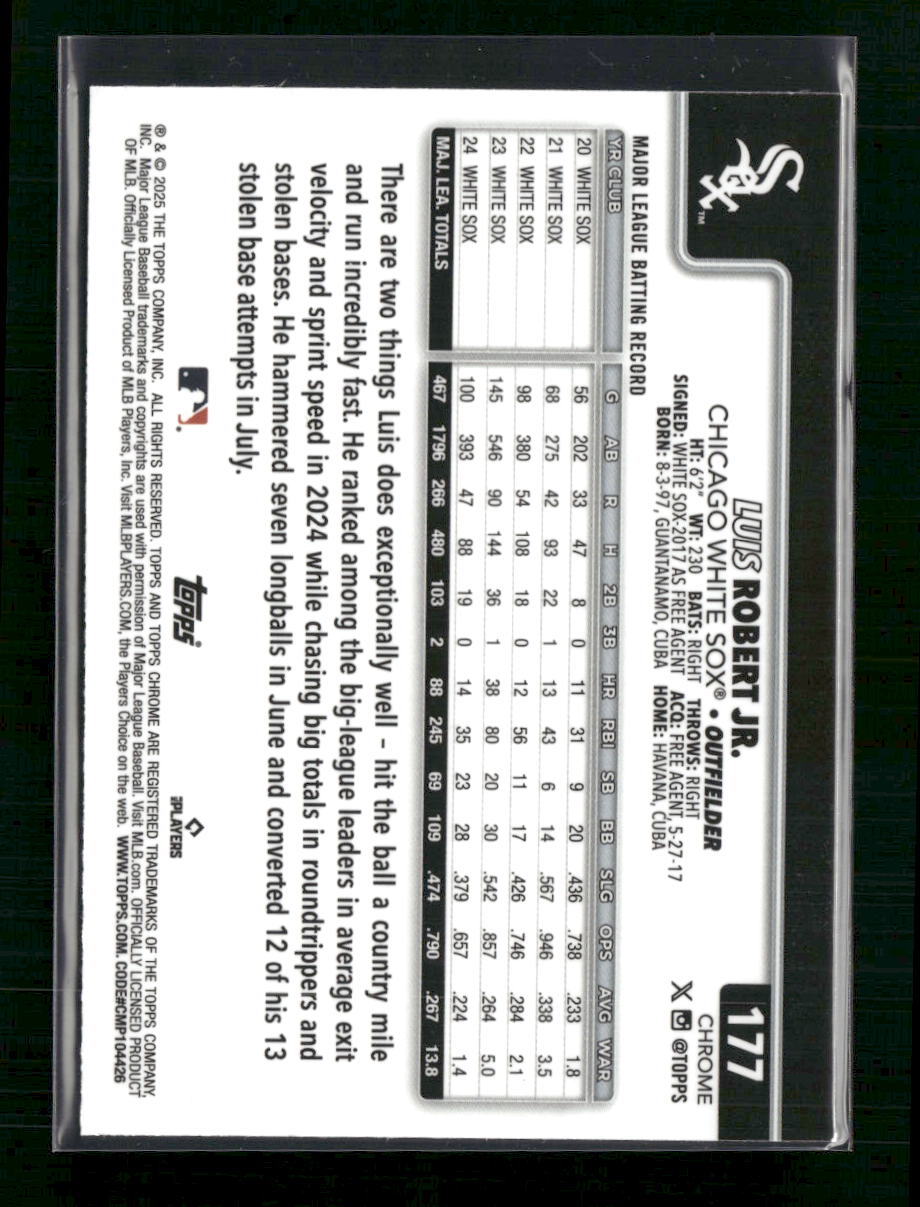 Sox
TM
177
LUIS ROBERT JR.
CHROME
CHICAGO WHITE SOX® • OUTFIELDER
HT: 6'2" WT: 230 BATS: RIGHT THROWS: RIGHT
SIGNED: WHITE SOX-2017 AS FREE AGENT ACQ: FREE AGENT, 5-27-17
BORN: 8-3-97, GUANTANAMO, CUBA HOME: HAVANA, CUBA
X @TOPPS
MAJOR LEAGUE BATTING RECORD
YR CLUB G AB R H 2B 3B HR RBI SB BB SLG OPS AVG WAR
20 WHITE SOX 56 202 33 47 8 0 11 31 9 20 .436 .738 .233 1.8
21 WHITE SOX 68 275 42 93 22 1 13 43 6 14 .567 .946 .338 3.5
22 WHITE SOX 98 380 54 108 18 0 12 56 11 17 .426 .746 .284 2.1
23 WHITE SOX 145 546 90 144 36 1 38 80 20 30 .542 .857 .264 5.0
24 WHITE SOX 100 393 47 88 19 0 14 35 23 28 .379 .657 .224 1.4
MAJ. LEA. TOTALS 467 1796 266 480 103 2 88 245 69 109 .474 .790 .267 13.8
There are two things Luis does exceptionally well – hit the ball a country mile
and run incredibly fast. He ranked among the big-league leaders in average exit
velocity and sprint speed in 2024 while chasing big totals in roundtrippers and
stolen bases. He hammered seven longballs in June and converted 12 of his 13
stolen base attempts in July.
topps
PLAYERS
® & © 2025 THE TOPPS COMPANY, INC. ALL RIGHTS RESERVED. TOPPS AND TOPPS CHROME ARE REGISTERED TRADEMARKS OF THE TOPPS COMPANY,
INC. Major League Baseball trademarks and copyrights are used with permission of Major League Baseball. Visit MLB.com. OFFICIALLY LICENSED PRODUCT
OF MLB. Officially Licensed Product of MLB Players, Inc. Visit MLBPLAYERS.COM, the Players Choice on the web. WWW.TOPPS.COM. CODE#CMP104426